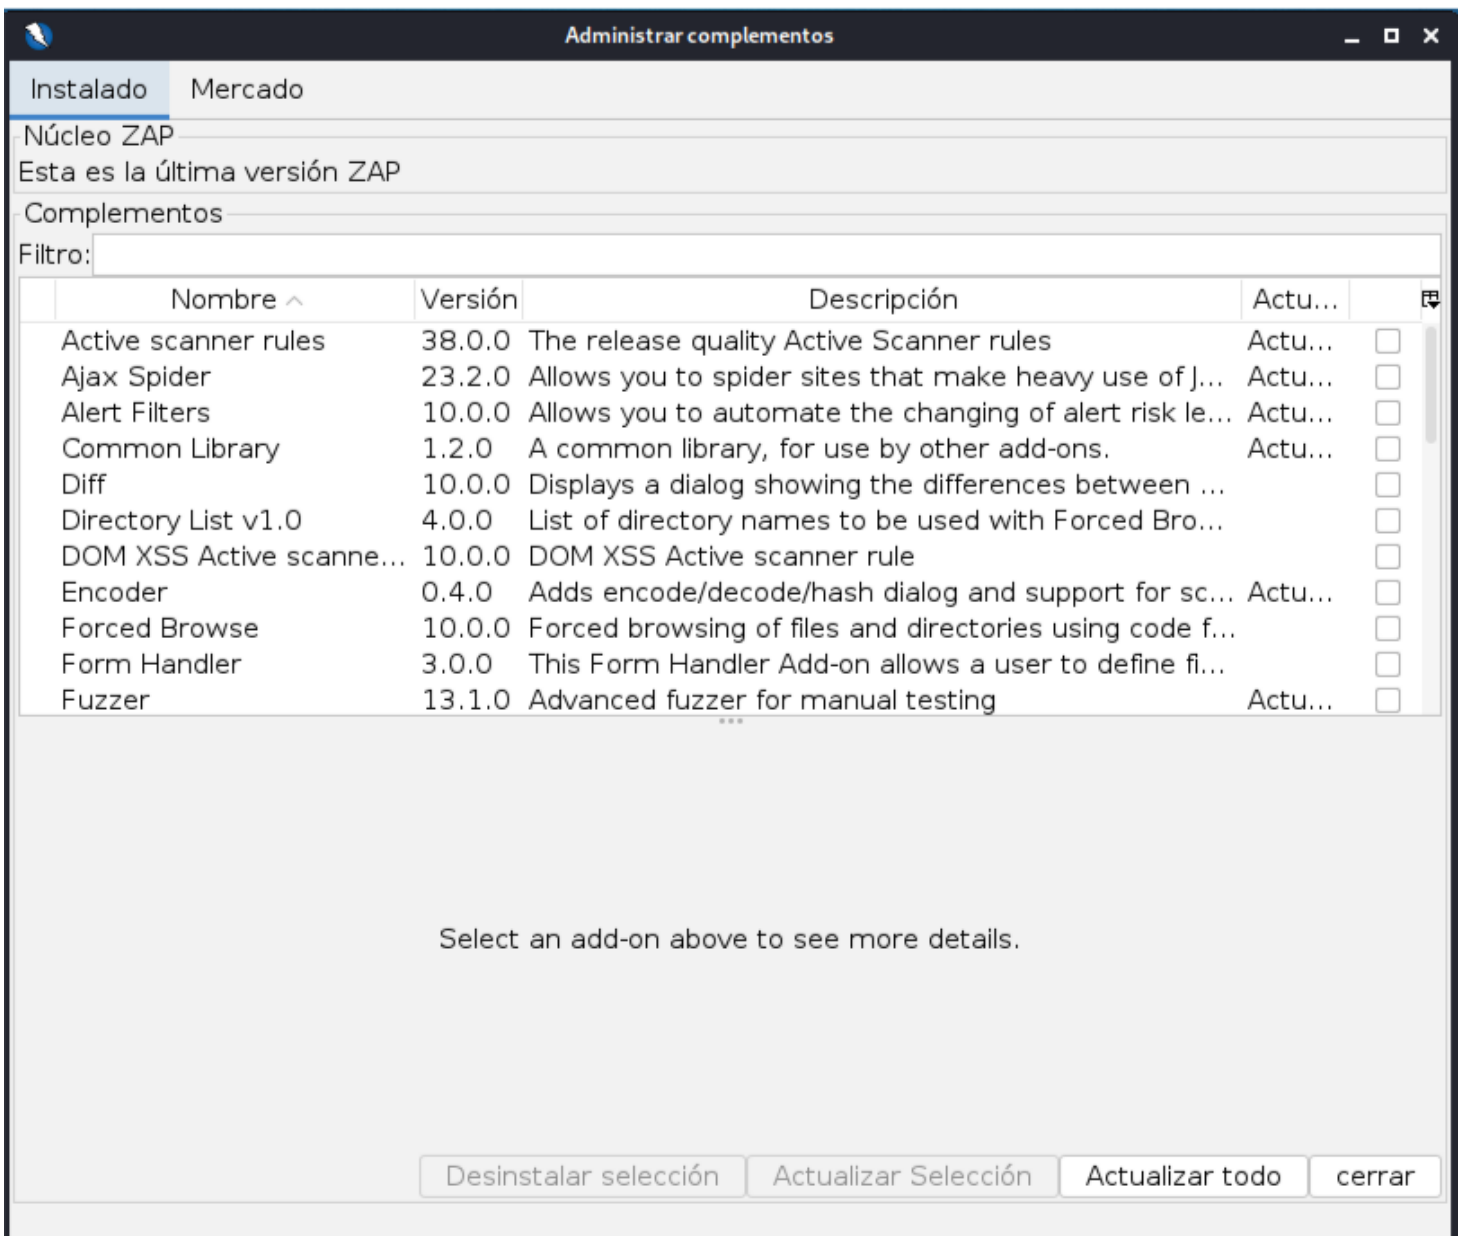 Administrar complementos
Instalado Mercado
Núcleo ZAP
Esta es la última versión ZAP
Complementos
Filtro:
Nombre Versión Descripción Actu...
Active scanner rules 38.0.0 The release quality Active Scanner rules Actu...
Ajax Spider 23.2.0 Allows you to spider sites that make heavy use of J... Actu...
Alert Filters 10.0.0 Allows you to automate the changing of alert risk le... Actu...
Common Library 1.2.0 A common library, for use by other add-ons. Actu...
Diff 10.0.0 Displays a dialog showing the differences between ...
Directory List v1.0 4.0.0 List of directory names to be used with Forced Bro...
DOM XSS Active scanne... 10.0.0 DOM XSS Active scanner rule
Encoder 0.4.0 Adds encode/decode/hash dialog and support for sc... Actu...
Forced Browse 10.0.0 Forced browsing of files and directories using code f...
Form Handler 3.0.0 This Form Handler Add-on allows a user to define fi...
Fuzzer 13.1.0 Advanced fuzzer for manual testing Actu...
Select an add-on above to see more details.
Desinstalar selección Actualizar Selección Actualizar todo cerrar